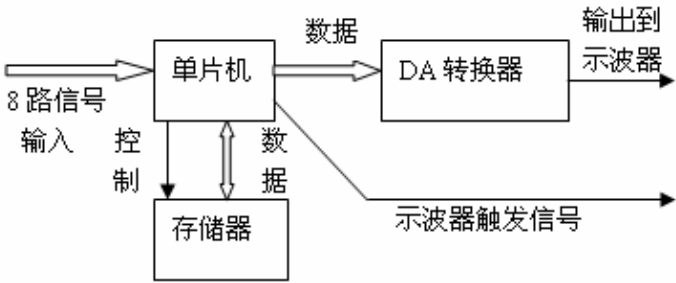 输出到
示波器
数据
单片机
DA 转换器
8 路信号
输入
控
制
数
据
存储器
示波器触发信号